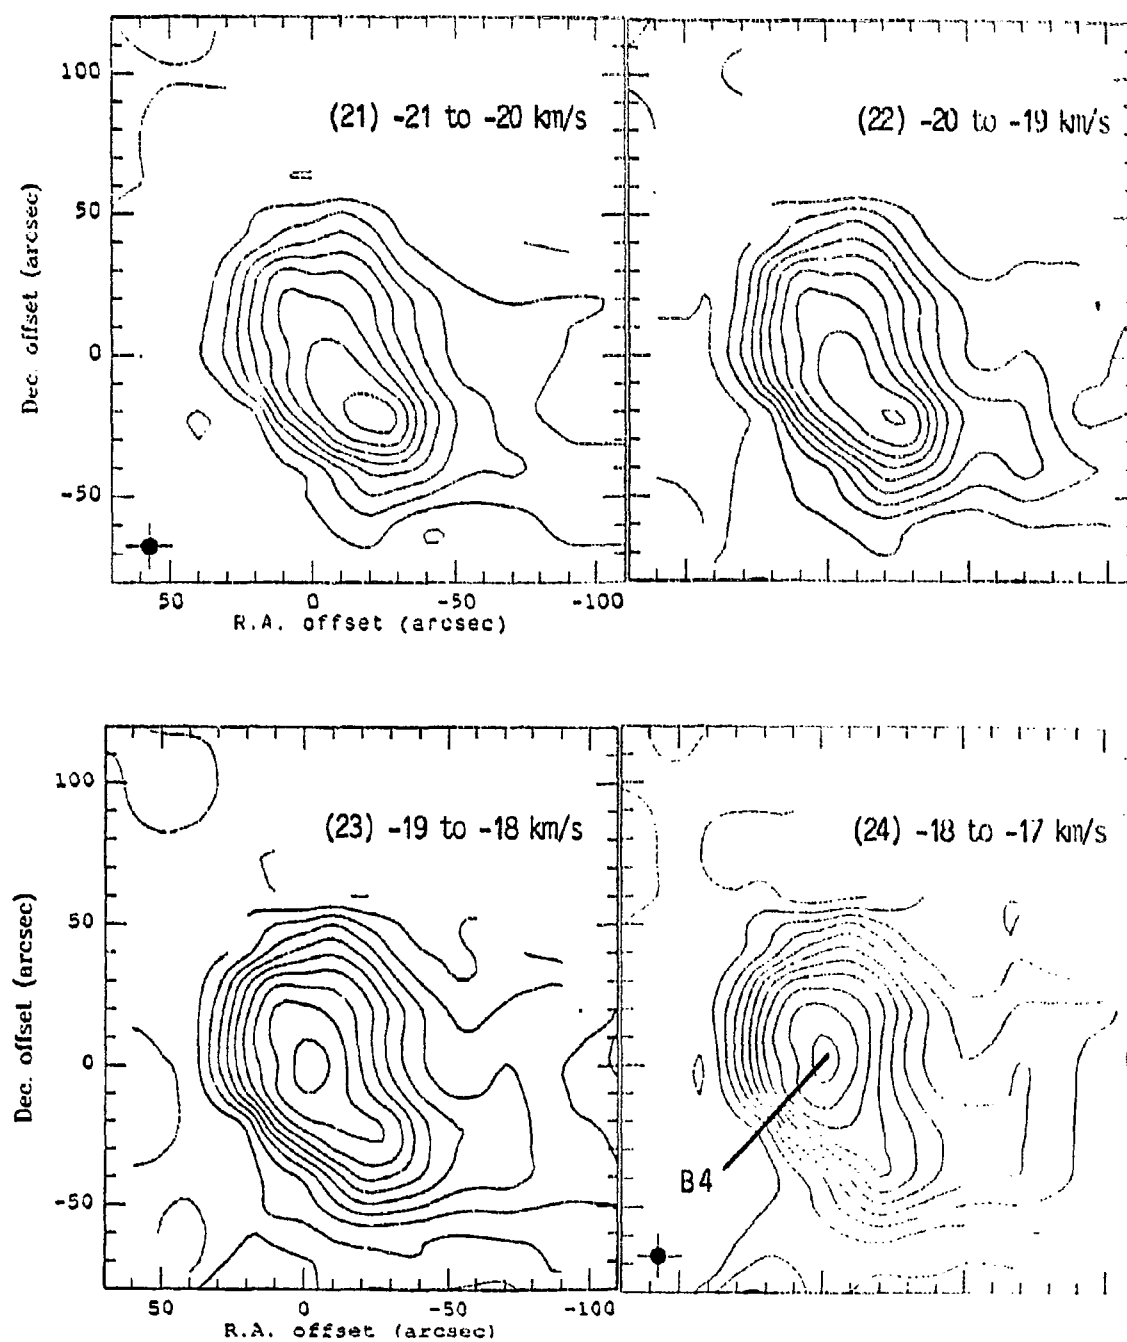 100
50
0
-50
Dec. offset (arcsec)
(21) -21 to -20 km/s
(22) -20 to -19 km/s
50
0
-50
-100
R.A. offset (arcsec)
100
50
0
-50
Dec. offset (arcsec)
(23) -19 to -18 km/s
(24) -18 to -17 km/s
B4
50
0
-50
-100
R.A. offset (arcsec)